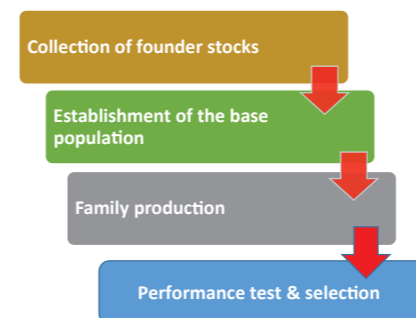 Collection of founder stocks
Establishment of the base
population
Family production
Performance test & selection